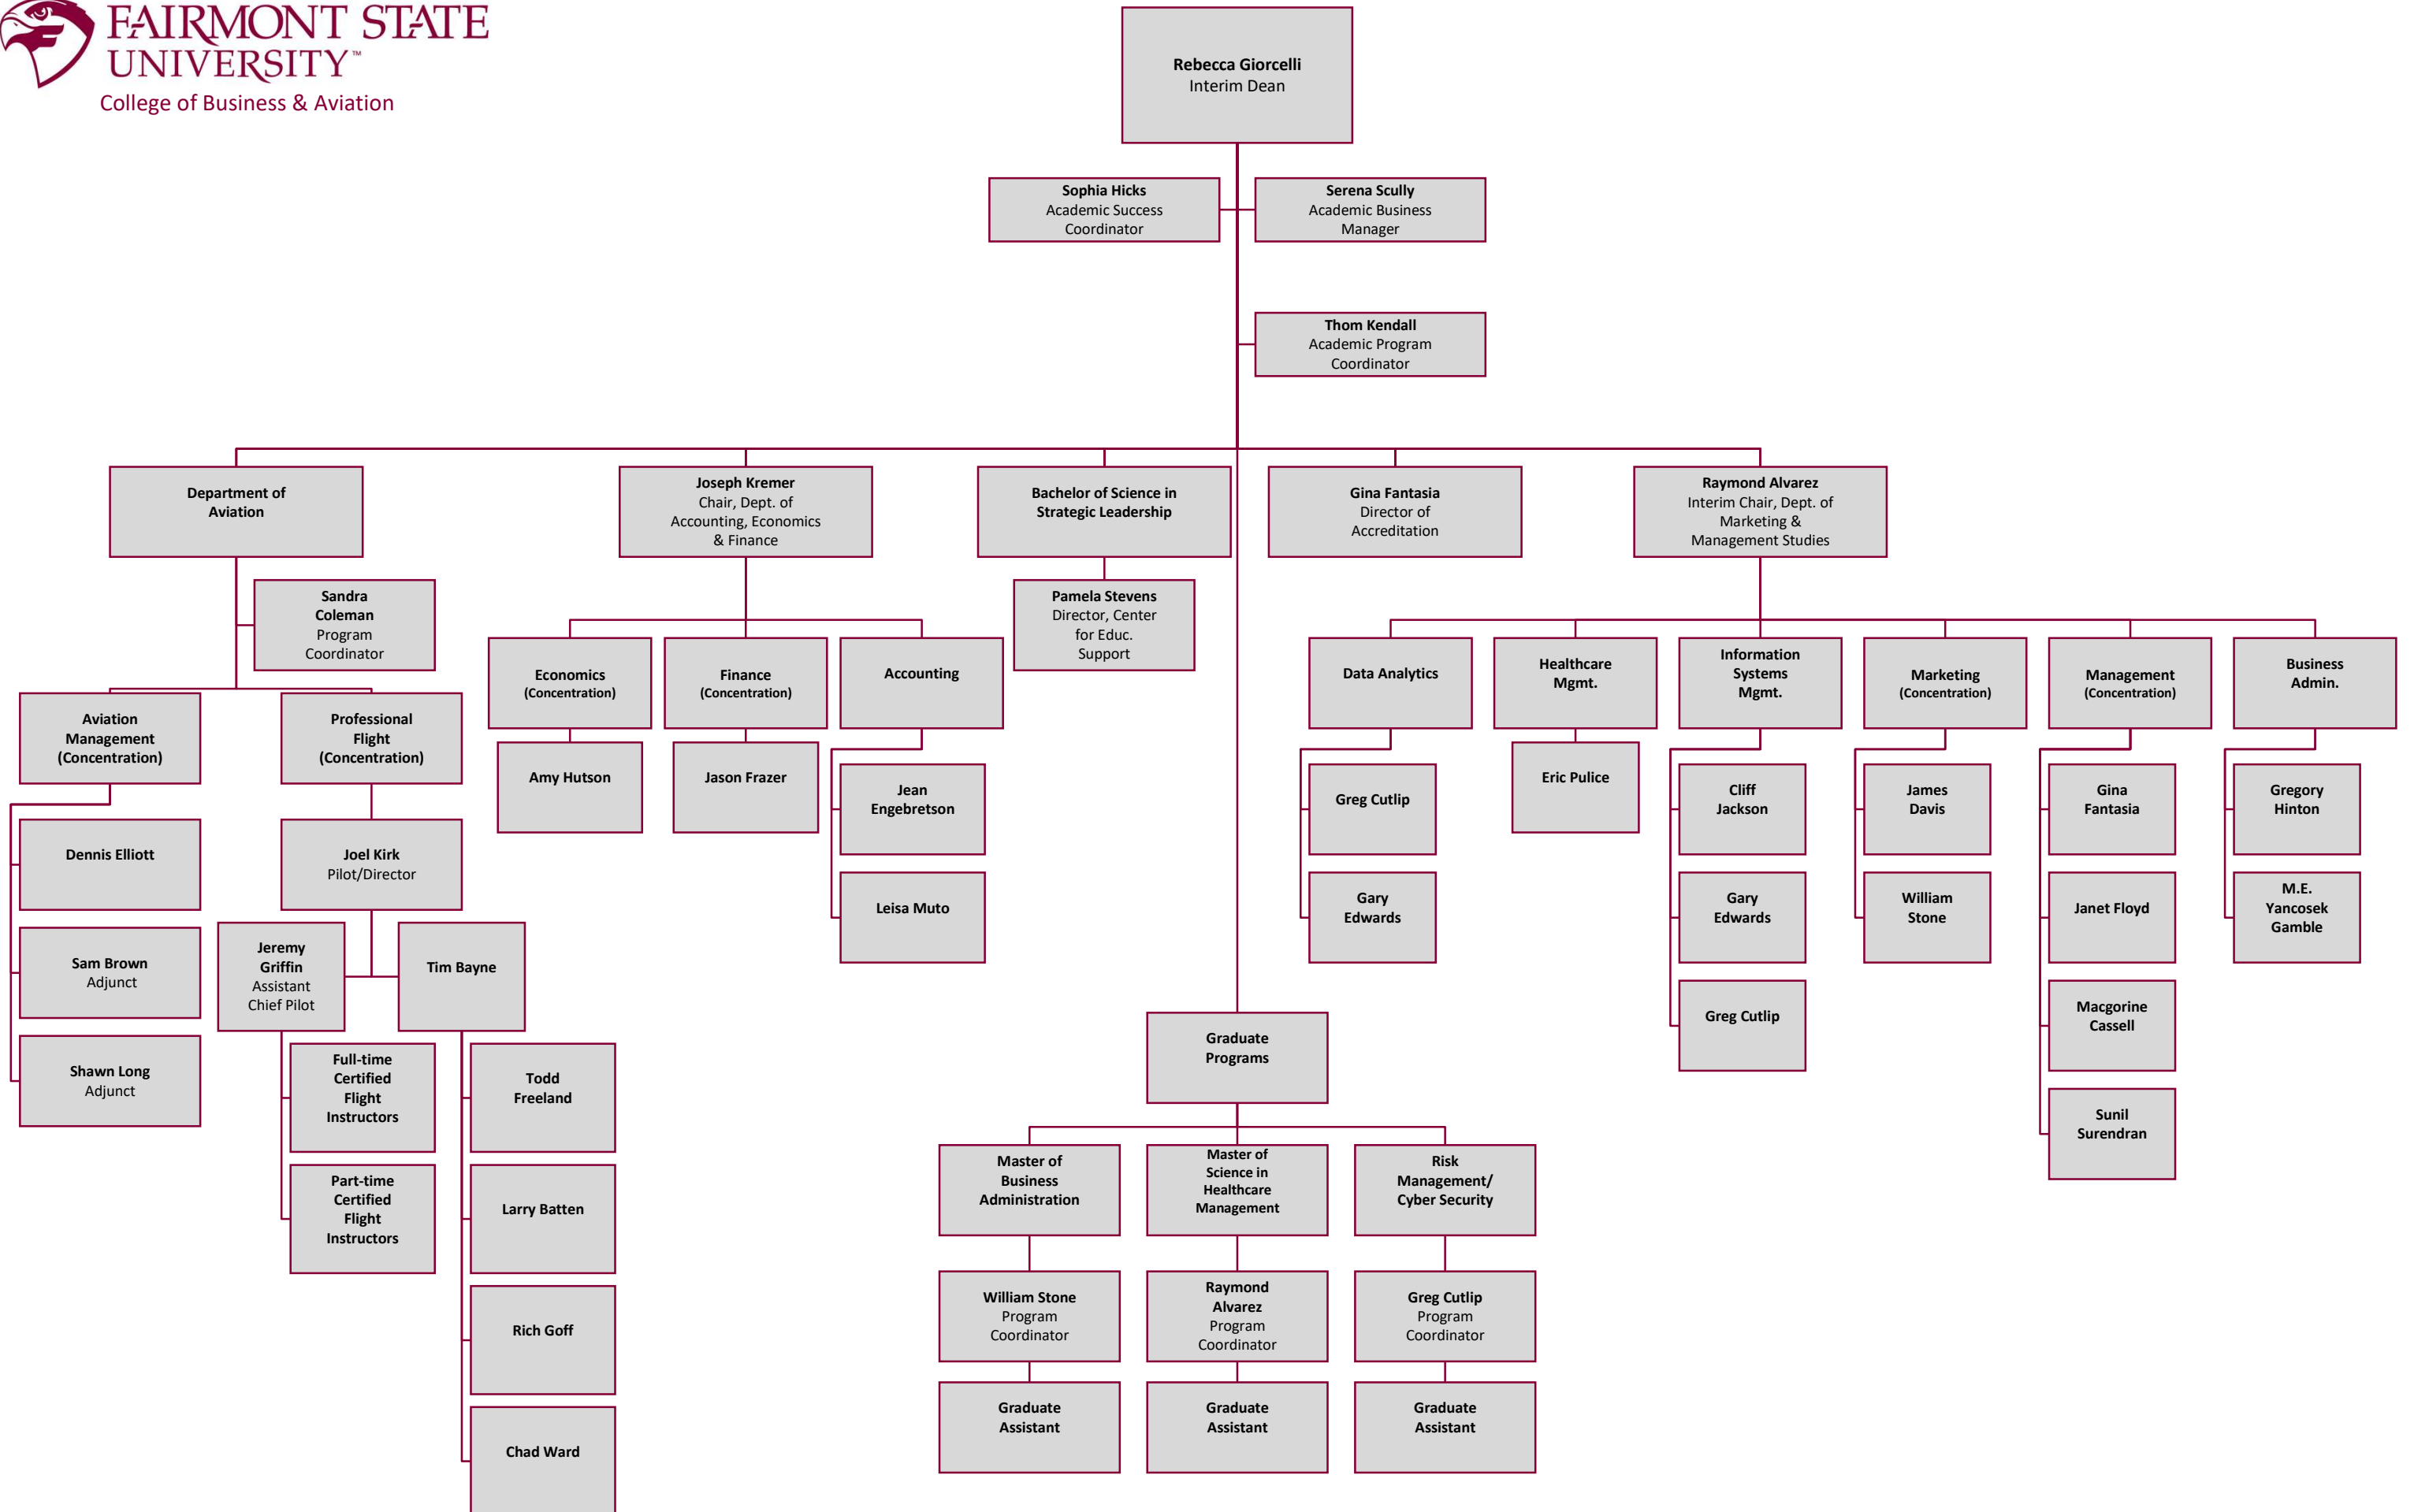 FAIRMONT STATE
UNIVERSITY™
College of Business & Aviation
Rebecca Giorcelli
Interim Dean
Sophia Hicks
Academic Success
Coordinator
Serena Scully
Academic Business
Manager
Thom Kendall
Academic Program
Coordinator
Department of
Aviation
Joseph Kremer
Chair, Dept. of
Accounting, Economics
& Finance
Bachelor of Science in
Strategic Leadership
Gina Fantasia
Director of
Accreditation
Raymond Alvarez
Interim Chair, Dept. of
Marketing &
Management Studies
Sandra
Coleman
Program
Coordinator
Pamela Stevens
Director, Center
for Educ.
Support
Aviation
Management
(Concentration)
Professional
Flight
(Concentration)
Economics
(Concentration)
Finance
(Concentration)
Accounting
Data Analytics
Healthcare
Mgmt.
Information
Systems
Mgmt.
Marketing
(Concentration)
Management
(Concentration)
Business
Admin.
Dennis Elliott
Sam Brown
Adjunct
Shawn Long
Adjunct
Joel Kirk
Pilot/Director
Jeremy
Griffin
Assistant
Chief Pilot
Tim Bayne
Full-time
Certified
Flight
Instructors
Part-time
Certified
Flight
Instructors
Todd
Freeland
Larry Batten
Rich Goff
Chad Ward
Amy Hutson
Jason Frazer
Jean
Engebretson
Leisa Muto
Greg Cutlip
Gary
Edwards
Eric Pulice
Cliff
Jackson
Gary
Edwards
Greg Cutlip
James
Davis
William
Stone
Gina
Fantasia
Janet Floyd
Macgorine
Cassell
Sunil
Surendran
Gregory
Hinton
M.E.
Yancosek
Gamble
Graduate
Programs
Master of
Business
Administration
Master of
Science in
Healthcare
Management
Risk
Management/
Cyber Security
William Stone
Program
Coordinator
Raymond
Alvarez
Program
Coordinator
Greg Cutlip
Program
Coordinator
Graduate
Assistant
Graduate
Assistant
Graduate
Assistant